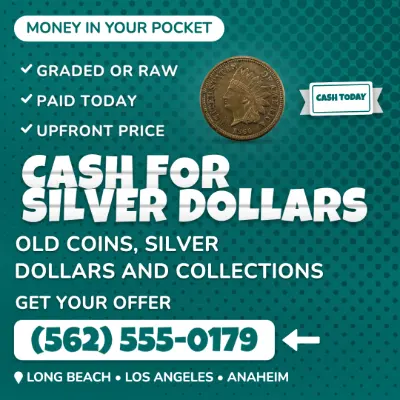 MONEY IN YOUR POCKET
GRADED OR RAW
PAID TODAY
UPFRONT PRICE
CASH TODAY
CASH FOR
SILVER DOLLARS
OLD COINS, SILVER
DOLLARS AND COLLECTIONS
GET YOUR OFFER
(562) 555-0179
LONG BEACH • LOS ANGELES • ANAHEIM